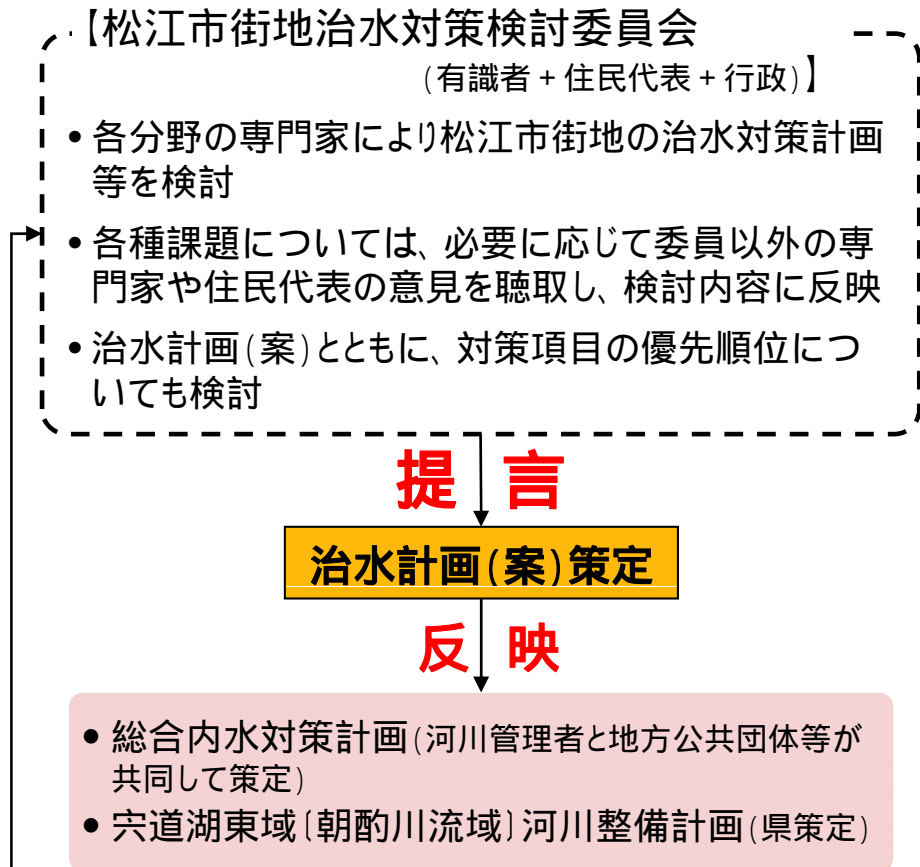 【松江市街地治水対策検討委員会
(有識者+住民代表+行政)】
•各分野の専門家により松江市街地の治水対策計画
等を検討
•各種課題については、必要に応じて委員以外の専
門家や住民代表の意見を聴取し、検討内容に反映
•治水計画(案)とともに、対策項目の優先順位につ
いても検討
提言
治水計画(案)策定
反映
•総合内水対策計画(河川管理者と地方公共団体等が
共同して策定)
•宍道湖東域〔朝酌川流域〕河川整備計画(県策定)